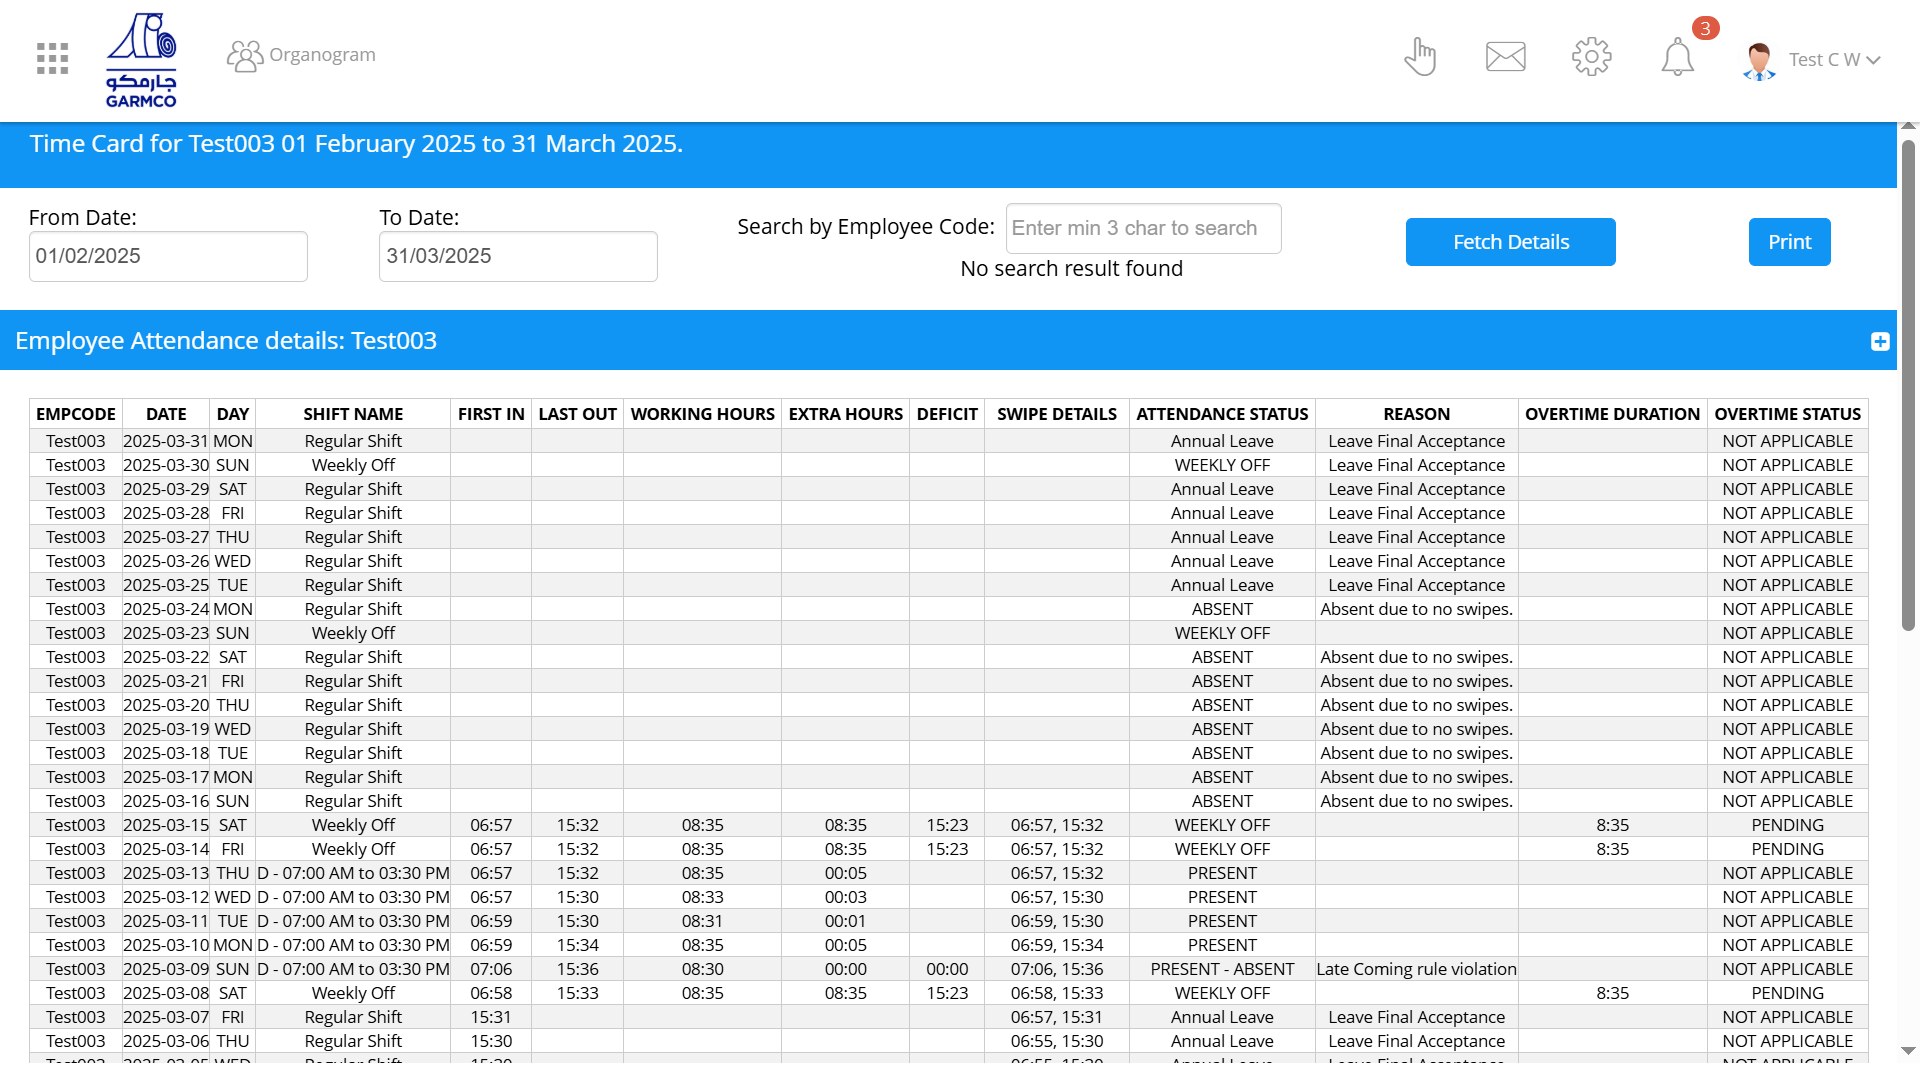 جارمكو
GARMCO
Organogram
3
Test C W
Time Card for Test003 01 February 2025 to 31 March 2025.
From Date:
To Date:
Search by Employee Code:
Enter min 3 char to search
Fetch Details
Print
01/02/2025
31/03/2025
No search result found
Employee Attendance details: Test003
EMPCODE DATE DAY SHIFT NAME FIRST IN LAST OUT WORKING HOURS EXTRA HOURS DEFICIT SWIPE DETAILS ATTENDANCE STATUS REASON OVERTIME DURATION OVERTIME STATUS
Test003 2025-03-31 MON Regular Shift Annual Leave Leave Final Acceptance NOT APPLICABLE
Test003 2025-03-30 SUN Weekly Off WEEKLY OFF Leave Final Acceptance NOT APPLICABLE
Test003 2025-03-29 SAT Regular Shift Annual Leave Leave Final Acceptance NOT APPLICABLE
Test003 2025-03-28 FRI Regular Shift Annual Leave Leave Final Acceptance NOT APPLICABLE
Test003 2025-03-27 THU Regular Shift Annual Leave Leave Final Acceptance NOT APPLICABLE
Test003 2025-03-26 WED Regular Shift Annual Leave Leave Final Acceptance NOT APPLICABLE
Test003 2025-03-25 TUE Regular Shift Annual Leave Leave Final Acceptance NOT APPLICABLE
Test003 2025-03-24 MON Regular Shift ABSENT Absent due to no swipes. NOT APPLICABLE
Test003 2025-03-23 SUN Weekly Off WEEKLY OFF NOT APPLICABLE
Test003 2025-03-22 SAT Regular Shift ABSENT Absent due to no swipes. NOT APPLICABLE
Test003 2025-03-21 FRI Regular Shift ABSENT Absent due to no swipes. NOT APPLICABLE
Test003 2025-03-20 THU Regular Shift ABSENT Absent due to no swipes. NOT APPLICABLE
Test003 2025-03-19 WED Regular Shift ABSENT Absent due to no swipes. NOT APPLICABLE
Test003 2025-03-18 TUE Regular Shift ABSENT Absent due to no swipes. NOT APPLICABLE
Test003 2025-03-17 MON Regular Shift ABSENT Absent due to no swipes. NOT APPLICABLE
Test003 2025-03-16 SUN Regular Shift ABSENT Absent due to no swipes. NOT APPLICABLE
Test003 2025-03-15 SAT Weekly Off 06:57 15:32 08:35 08:35 15:23 06:57, 15:32 WEEKLY OFF 8:35 PENDING
Test003 2025-03-14 FRI Weekly Off 06:57 15:32 08:35 08:35 15:23 06:57, 15:32 WEEKLY OFF 8:35 PENDING
Test003 2025-03-13 THU D - 07:00 AM to 03:30 PM 06:57 15:32 08:35 00:05 06:57, 15:32 PRESENT NOT APPLICABLE
Test003 2025-03-12 WED D - 07:00 AM to 03:30 PM 06:57 15:30 08:33 00:03 06:57, 15:30 PRESENT NOT APPLICABLE
Test003 2025-03-11 TUE D - 07:00 AM to 03:30 PM 06:59 15:30 08:31 00:01 06:59, 15:30 PRESENT NOT APPLICABLE
Test003 2025-03-10 MON D - 07:00 AM to 03:30 PM 06:59 15:34 08:35 00:05 06:59, 15:34 PRESENT NOT APPLICABLE
Test003 2025-03-09 SUN D - 07:00 AM to 03:30 PM 07:06 15:36 08:30 00:00 00:00 07:06, 15:36 PRESENT - ABSENT Late Coming rule violation NOT APPLICABLE
Test003 2025-03-08 SAT Weekly Off 06:58 15:33 08:35 08:35 15:23 06:58, 15:33 WEEKLY OFF 8:35 PENDING
Test003 2025-03-07 FRI Regular Shift 15:31 06:57, 15:31 Annual Leave Leave Final Acceptance NOT APPLICABLE
Test003 2025-03-06 THU Regular Shift 15:30 06:55, 15:30 Annual Leave Leave Final Acceptance NOT APPLICABLE